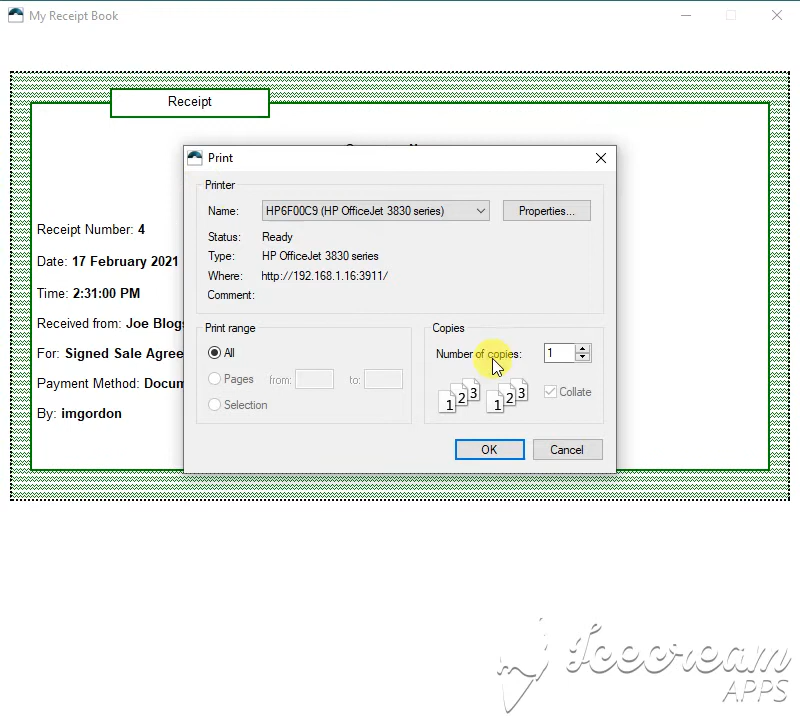 My Receipt Book
Receipt
Print
Printer
Name: HP6F00C9 (HP OfficeJet 3830 series) Properties...
Status: Ready
Type: HP OfficeJet 3830 series
Where: http://192.168.1.16:3911/
Comment:
Print range
All
Pages from: to:
Selection
Copies
Number of copies: 1
1 2 3 1 2 3
Collate
OK Cancel
Receipt Number: 4
Date: 17 February 2021
Time: 2:31:00 PM
Received from: Joe Blogs
For: Signed Sale Agree
Payment Method: Docum
By: imgordon
Icecream
APPS